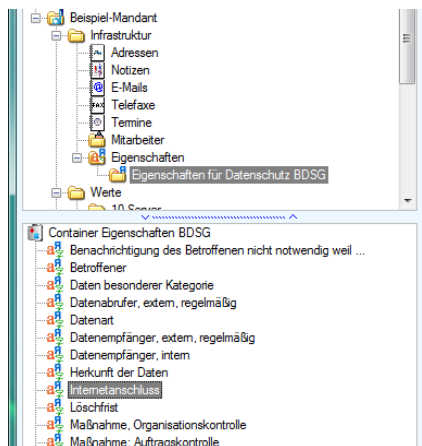 Beispiel-Mandant
Infrastruktur
Adressen
Notizen
E-Mails
Telefaxe
Termine
Mitarbeiter
Eigenschaften
Eigenschaften für Datenschutz BDSG
Werte
10 Server
Container Eigenschaften BDSG
Benachrichtigung des Betroffenen nicht notwendig weil ...
Betroffener
Daten besonderer Kategorie
Datenabrufer, extern, regelmäßig
Datenart
Datenempfänger, extern, regelmäßig
Datenempfänger, intern
Herkunft der Daten
Internetanschluss
Löschfrist
Maßnahme, Organisationskontrolle
Maßnahme: Auftragskontrolle